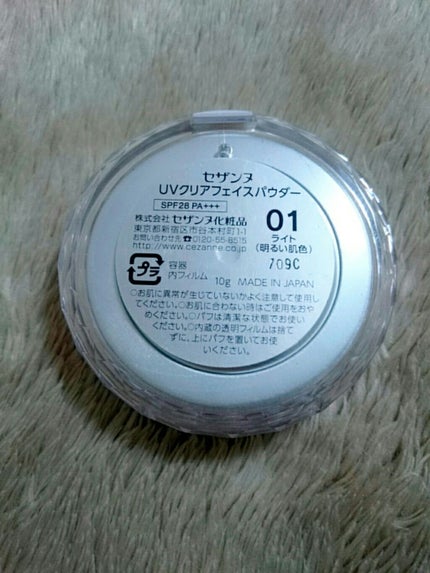 セザンヌ
UVクリアフェイスパウダー
SPF28 PA+++
株式会社 セザンヌ化粧品
東京都新宿区市谷本村町1-1
お問い合わせ先☎0120-55-8515
http://www.cezanne.co.jp
01
ライト
(明るい肌色)
709C
プラ
容器
内フィルム
10g MADE IN JAPAN
○お肌に異常が生じていないかよく注意して使用し
てください。○お肌に合わない時はご使用をおや
めください。○パフは清潔な状態でお使
いください。○内蔵の透明フィルムは捨て
ずに、上にパフを置いてお使
いください。